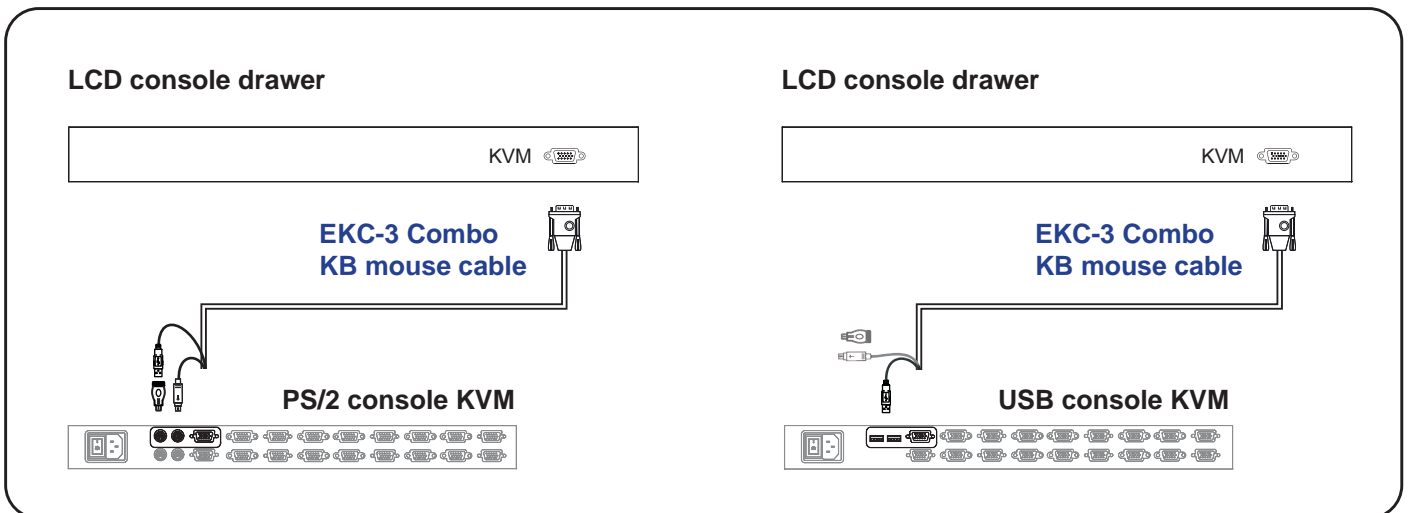 LCD console drawer
KVM
EKC-3 Combo
KB mouse cable
PS/2 console KVM
LCD console drawer
KVM
EKC-3 Combo
KB mouse cable
USB console KVM